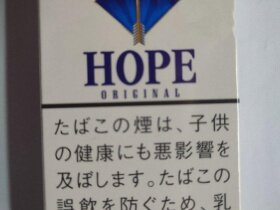 HOPE
ORIGINAL
たばこの煙は、子供
の健康にも悪影響を
及ぼします。たばこの
誤飲を防ぐため、乳